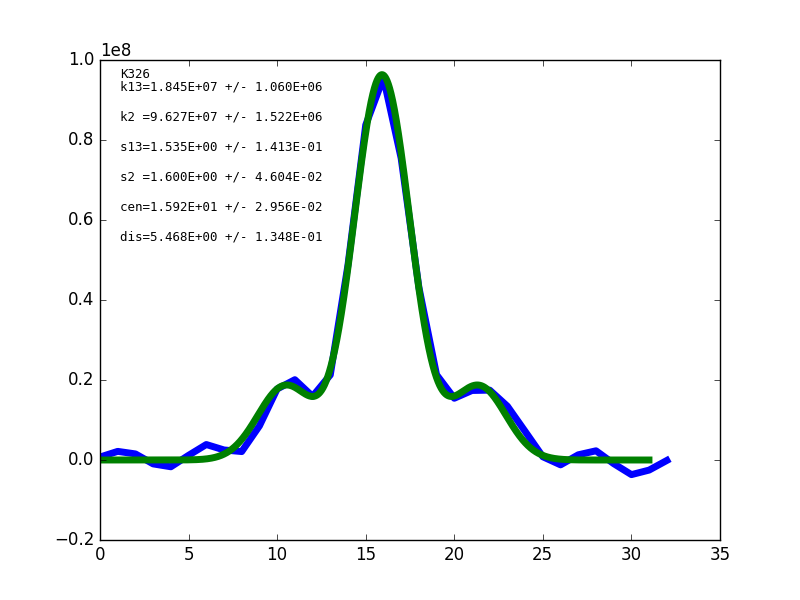 1e8
1.0
K326
k13=1.845E+07 +/- 1.060E+06
k2 =9.627E+07 +/- 1.522E+06
0.8
s13=1.535E+00 +/- 1.413E-01
s2 =1.600E+00 +/- 4.604E-02
cen=1.592E+01 +/- 2.956E-02
0.6
dis=5.468E+00 +/- 1.348E-01
0.4
0.2
0.0
−0.2
0 5 10 15 20 25 30 35